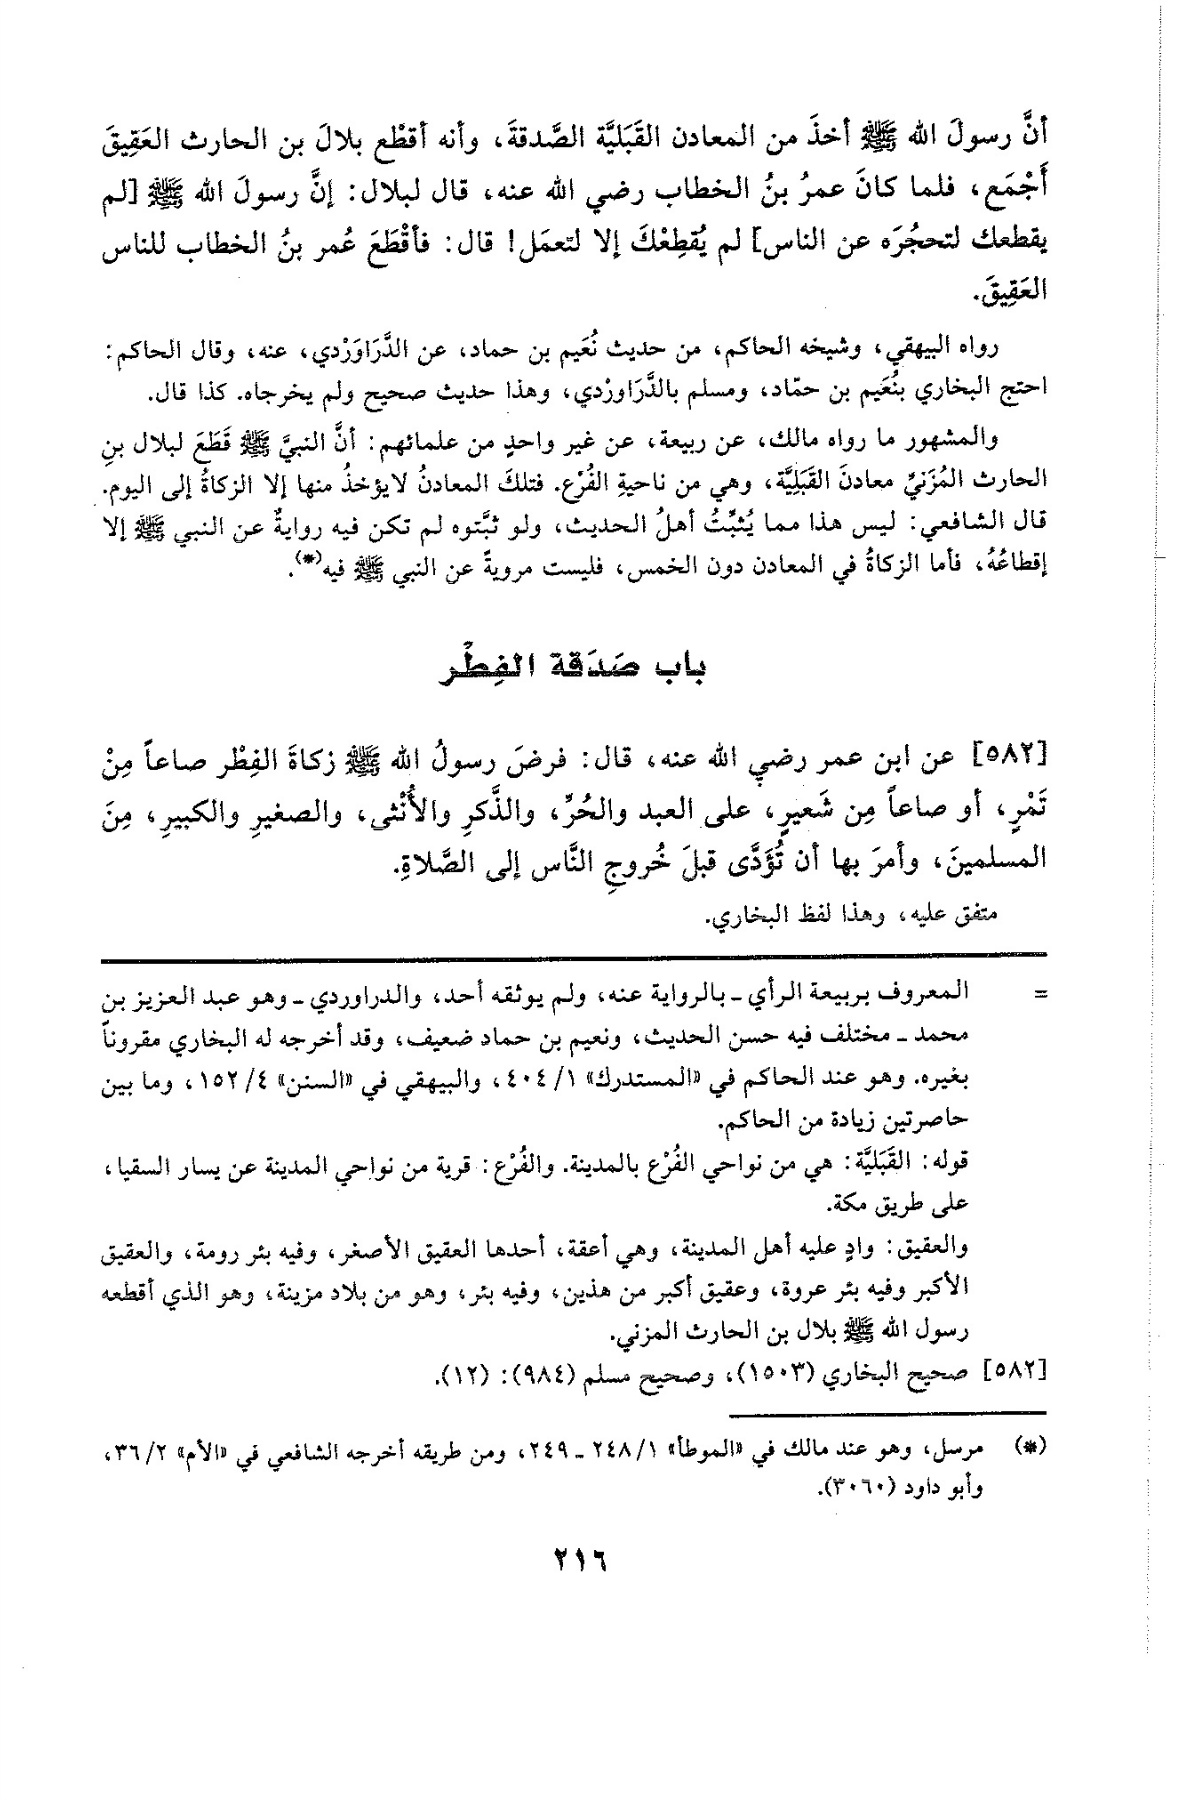 أنَّ رسولَ الله ﷺ أخذَ من المعادن القَبَليَّة الصَّدقةَ، وأنه أقطْع بلالَ بن الحارث العَقِيقَ
أَجْمَع، فلما كانَ عمرُ بنُ الخطاب رضي الله عنه، قال لبلال: إنَّ رسولَ الله ﷺ [لم
يقطعك لتحجُرَه عن الناس] لم يُقطِعْكَ إلا لتعمَل! قال: فأقْطَعَ عُمر بنُ الخطاب للناس
العَقِيقَ.
رواه البيهقي، وشيخه الحاكم، من حديث نُعَيم بن حماد، عن الدَّرَاوَرْدي، عنه، وقال الحاكم:
احتج البخاري بنُعَيم بن حمّاد، ومسلم بالدَّرَاورْدي، وهذا حديث صحيح ولم يخرجاه. كذا قال.
والمشهور ما رواه مالك، عن ربيعة، عن غير واحدٍ من علمائهم: أنَّ النبيَّ ﷺ قَطَعَ لبلال بنِ
الحارث المُزَنيِّ معادنَ القَبَلِيَّة، وهي من ناحيةِ الفُرْع. فتلكَ المعادنُ لايؤخذُ منها إلا الزكاةُ إلى اليوم.
قال الشافعي: ليس هذا مما يُثبِّتُ أهلُ الحديث، ولو ثبَّتوه لم تكن فيه روايةٌ عن النبي ﷺ إلا
إقطاعُهُ، فأما الزكاةُ في المعادن دون الخمس، فليست مرويةً عن النبي ﷺ فيه(*).
باب صَدَقة الفِطْر
[٥٨٢] عن ابن عمر رضي الله عنه، قال: فرضَ رسولُ الله ﷺ زكاةَ الفِطْر صاعاً مِنْ
تَمْرٍ، أو صاعاً مِن شَعيرٍ، على العبد والحُرِّ، والذَّكرِ والأُنْثى، والصغيرِ والكبيرِ، مِنَ
المسلمينَ، وأمرَ بها أن تُؤَدَّى قبلَ خُروجِ النَّاس إلى الصَّلاةِ.
متفق عليه، وهذا لفظ البخاري.
= المعروف بربيعة الرأي ـ بالرواية عنه، ولم يوثقه أحد، والدراوردي ـ وهو عبد العزيز بن
محمد ـ مختلف فيه حسن الحديث، ونعيم بن حماد ضعيف، وقد أخرجه له البخاري مقروناً
بغيره. وهو عند الحاكم في «المستدرك» ١/ ٤٠٤، والبيهقي في «السنن» ٤/ ١٥٢، وما بين
حاصرتين زيادة من الحاكم.
قوله: القَبَليَّة: هي من نواحي الفُرْع بالمدينة. والفُرْع: قرية من نواحي المدينة عن يسار السقيا،
على طريق مكة.
والعقيق: وادٍ عليه أهل المدينة، وهي أعقة، أحدها العقيق الأصغر، وفيه بئر رومة، والعقيق
الأكبر وفيه بئر عروة، وعقيق أكبر من هذين، وفيه بئر، وهو من بلاد مزينة، وهو الذي أقطعه
رسول الله ﷺ بلال بن الحارث المزني.
[٥٨٢] صحيح البخاري (١٥٠٣)، وصحيح مسلم (٩٨٤): (١٢).
(*) مرسل، وهو عند مالك في «الموطأ» ١/ ٢٤٨ ـ ٢٤٩، ومن طريقه أخرجه الشافعي في «الأم» ٢/ ٣٦،
وأبو داود (٣٠٦٠).
٢١٦